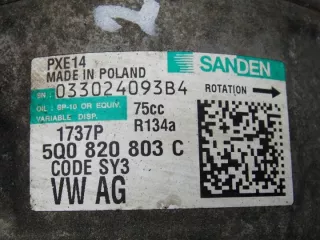 PXE14
MADE IN POLAND
SANDEN
SN: 033024093B4
OIL: SP-10 OR EQUIV. 75cc
VARIABLE DISP. R134a
ROTATION
1737P
5Q0 820 803 C
CODE SY3
VW AG